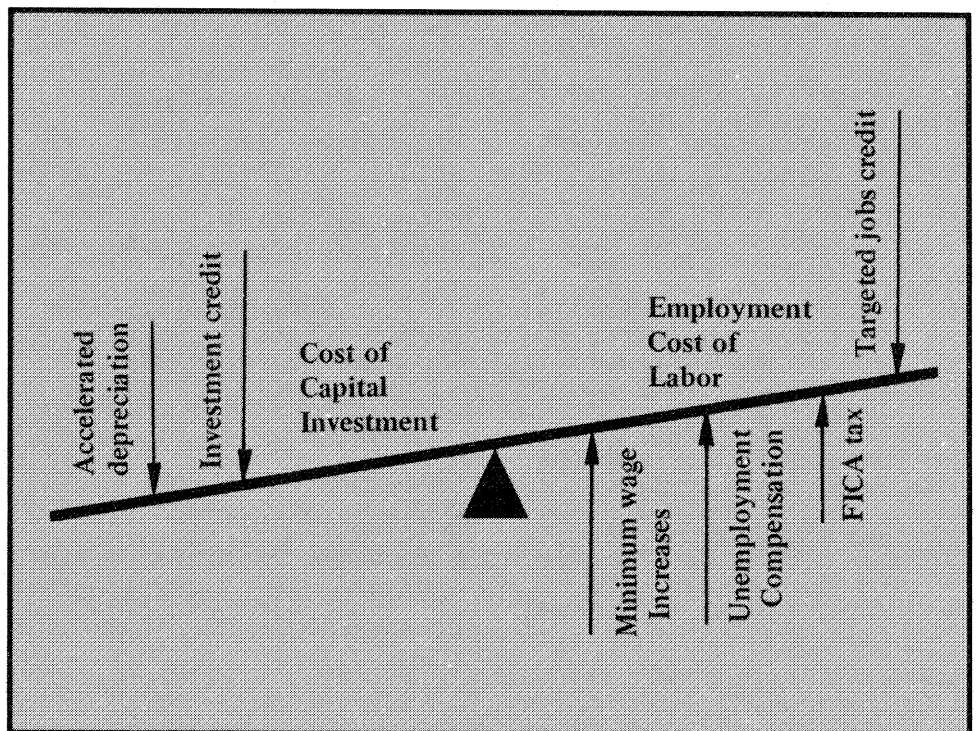 Accelerated
depreciation
Investment credit
Cost of
Capital
Investment
Employment
Cost of
Labor
Targeted jobs credit
Minimum wage
Increases
Unemployment
Compensation
FICA tax